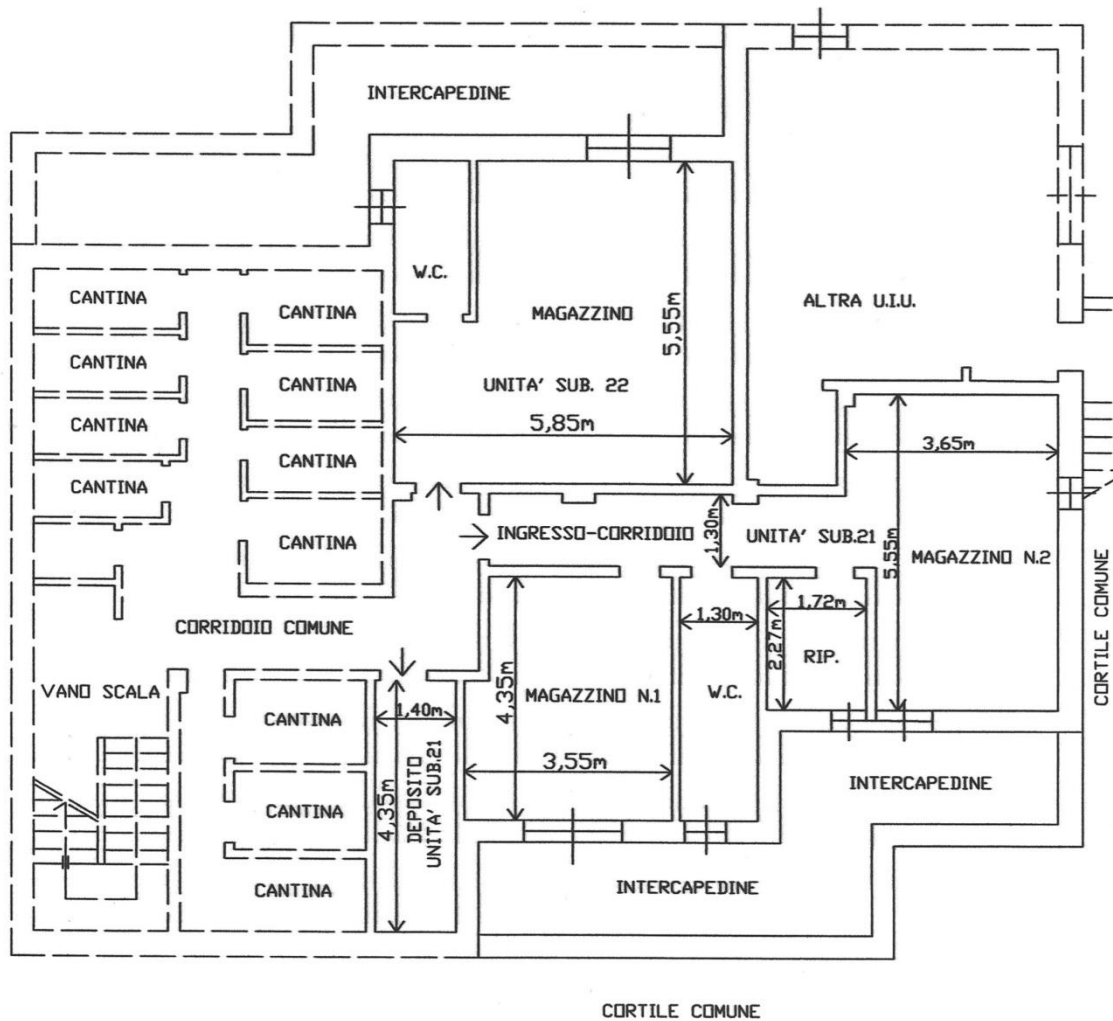 INTERCAPEDINE
W.C.
MAGAZZINO
5,55m
UNITA' SUB. 22
5,85m
ALTRA U.I.U.
CANTINA
CANTINA
CANTINA
CANTINA
CANTINA
CANTINA
CANTINA
CANTINA
3,65m
5,55m
MAGAZZINO N.2
INGRESSO-CORRIDOIO
1,30m
UNITA' SUB.21
CORRIDOIO COMUNE
VANO SCALA
MAGAZZINO N.1
4,35m
3,55m
1,30m
W.C.
1,72m
2,27m
RIP.
CANTINA
CANTINA
CANTINA
1,40m
4,35m
DEPOSITO
UNITA' SUB.21
INTERCAPEDINE
INTERCAPEDINE
CORTILE COMUNE
CORTILE COMUNE